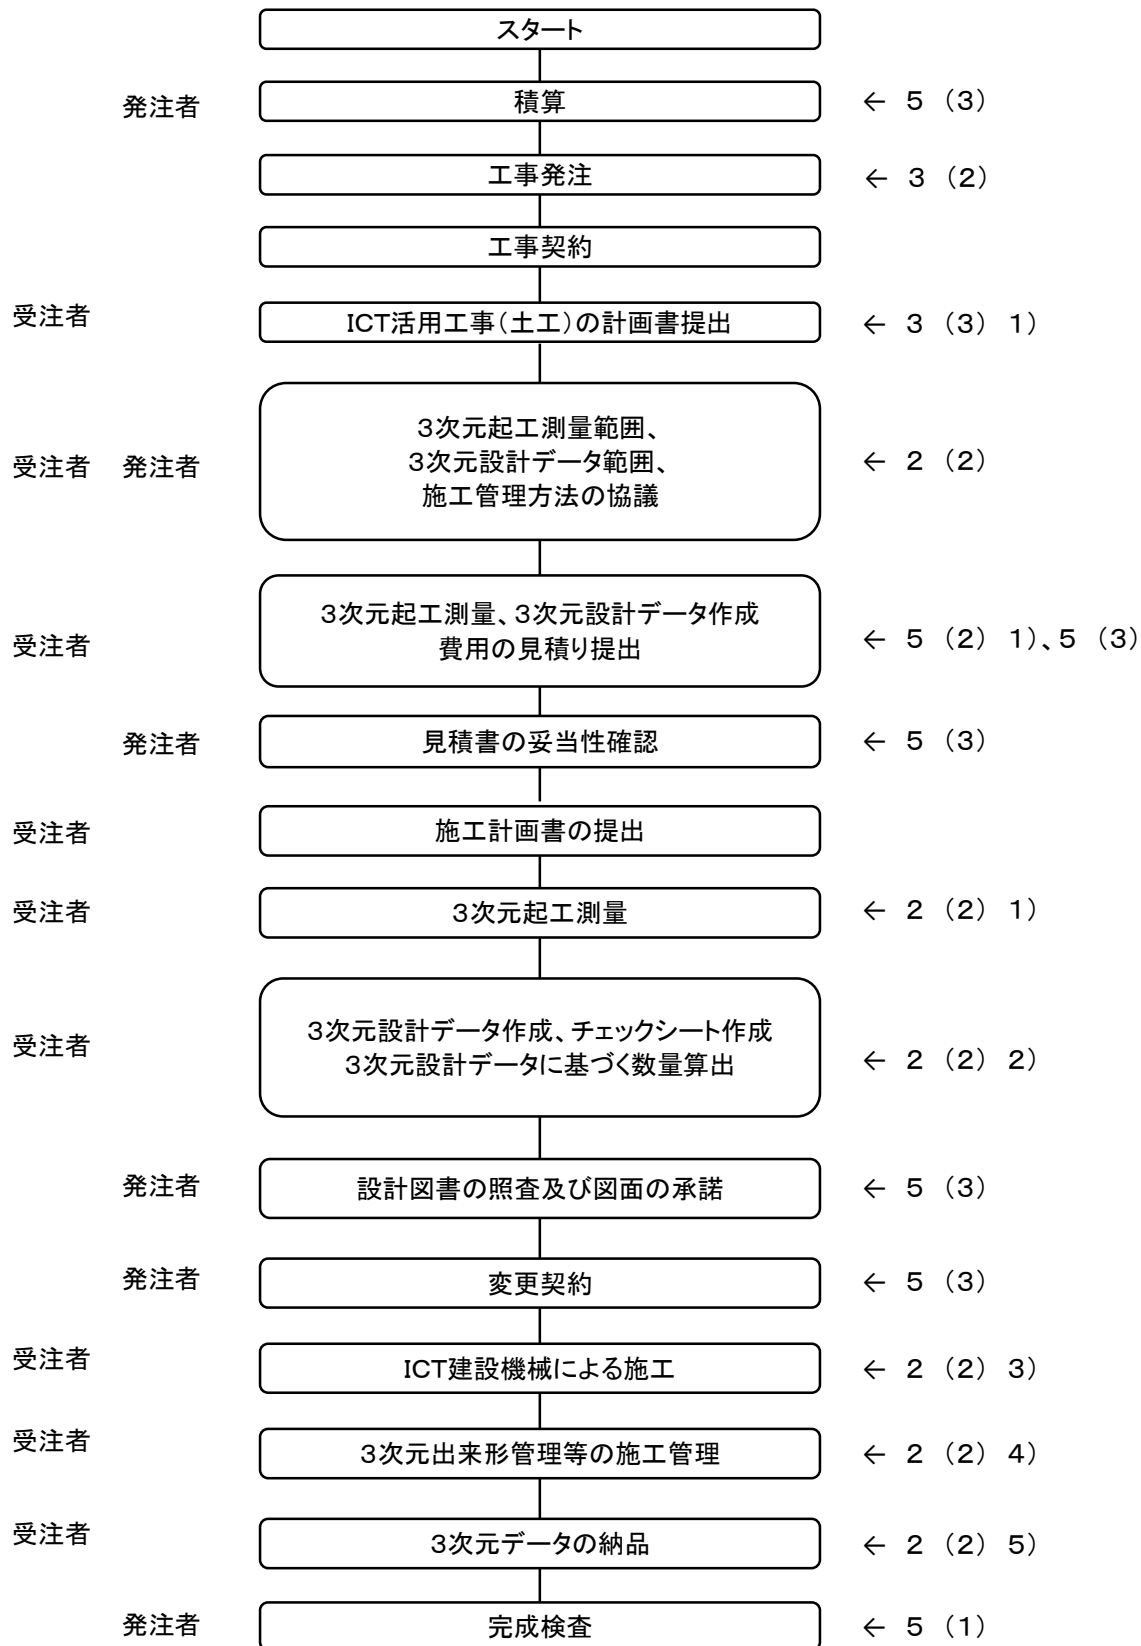 スタート
発注者 積算 ← 5 (3)
工事発注 ← 3 (2)
工事契約
受注者 ICT活用工事(土工)の計画書提出 ← 3 (3) 1)
3次元起工測量範囲、
受注者 発注者 3次元設計データ範囲、 ← 2 (2)
施工管理方法の協議
3次元起工測量、3次元設計データ作成
受注者 費用の見積り提出 ← 5 (2) 1)、5 (3)
発注者 見積書の妥当性確認 ← 5 (3)
受注者 施工計画書の提出
受注者 3次元起工測量 ← 2 (2) 1)
受注者 3次元設計データ作成、チェックシート作成
3次元設計データに基づく数量算出 ← 2 (2) 2)
発注者 設計図書の照査及び図面の承諾 ← 5 (3)
発注者 変更契約 ← 5 (3)
受注者 ICT建設機械による施工 ← 2 (2) 3)
受注者 3次元出来形管理等の施工管理 ← 2 (2) 4)
受注者 3次元データの納品 ← 2 (2) 5)
発注者 完成検査 ← 5 (1)